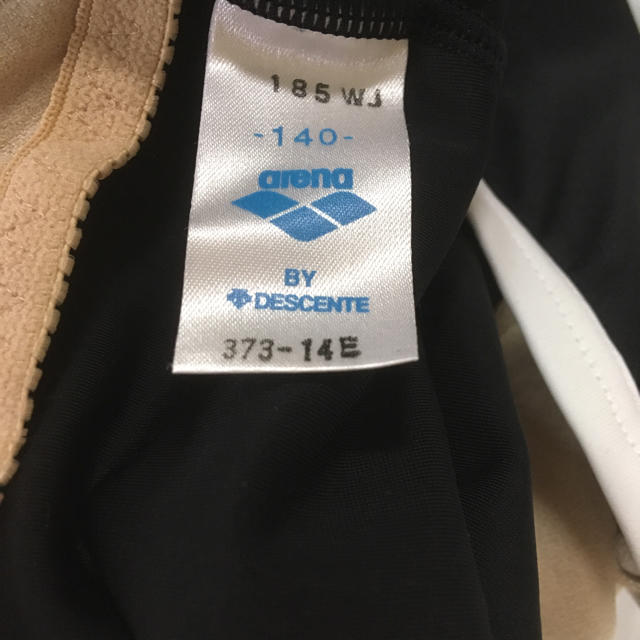 185 WJ
-140-
arena
BY
DESCENTE
373-14E